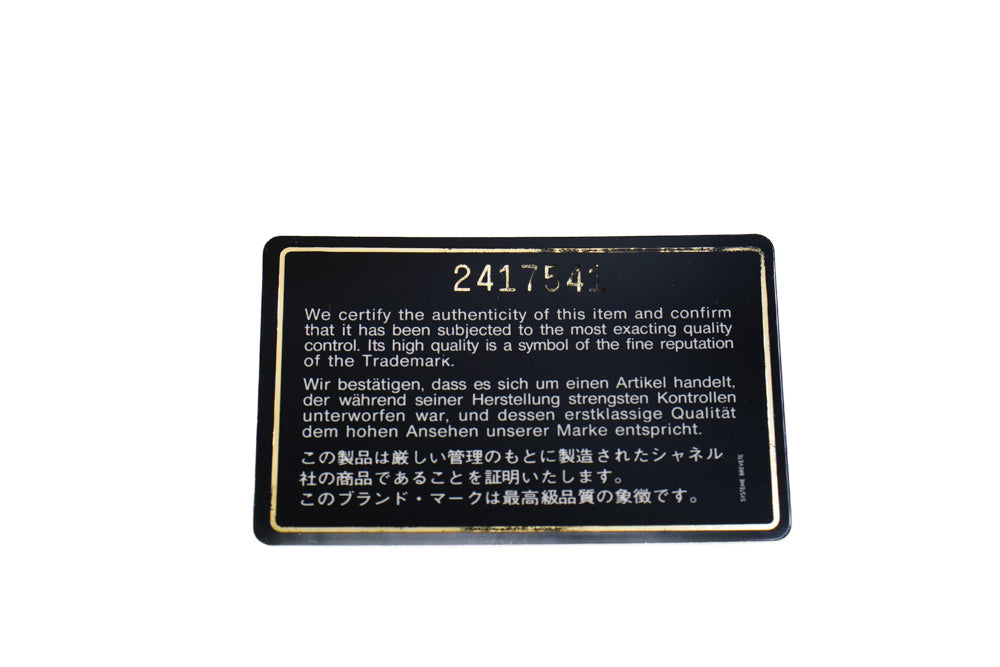 2417541
We certify the authenticity of this item and confirm
that it has been subjected to the most exacting quality
control. Its high quality is a symbol of the fine reputation
of the Trademark.
Wir bestätigen, dass es sich um einen Artikel handelt,
der während seiner Herstellung strengsten Kontrollen
unterworfen war, und dessen erstklassige Qualität
dem hohen Ansehen unserer Marke entspricht.
この製品は厳しい管理のもとに製造されたシャネル
社の商品であることを証明いたします。
このブランド・マークは最高級品質の象徴です。
SYSTEME BREVETE